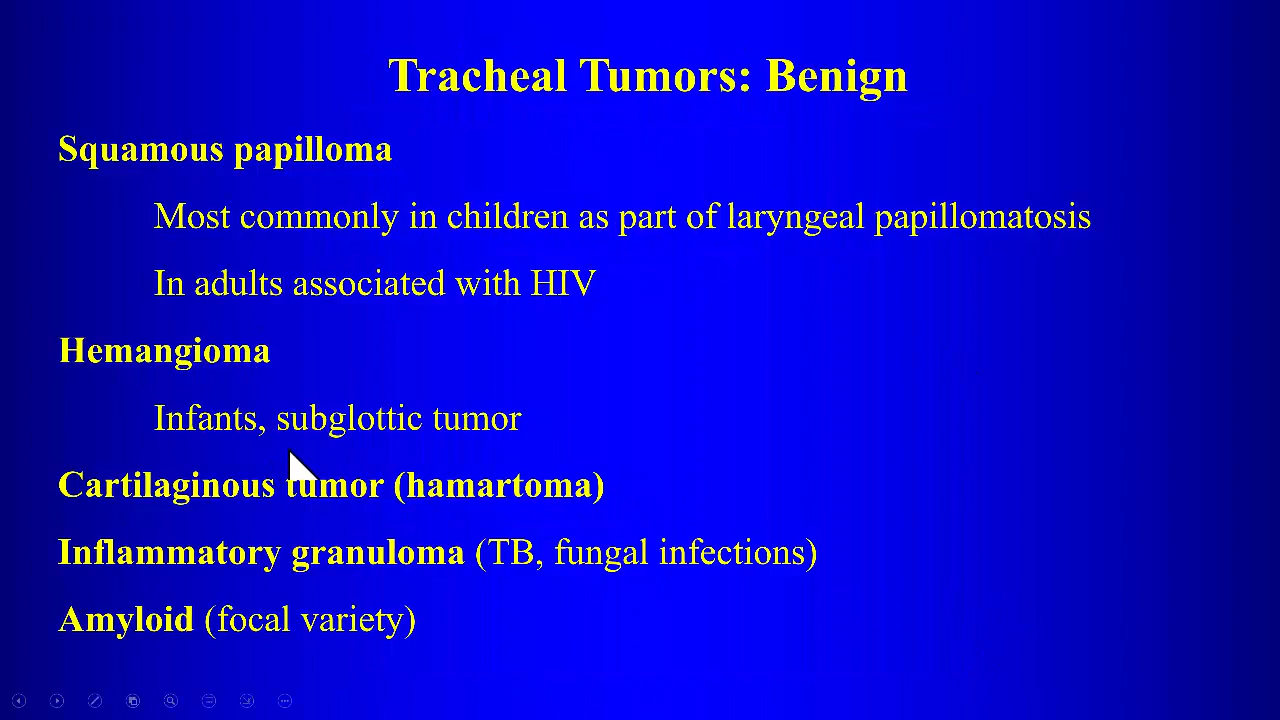 Tracheal Tumors: Benign
Squamous papilloma
Most commonly in children as part of laryngeal papillomatosis
In adults associated with HIV
Hemangioma
Infants, subglottic tumor
Cartilaginous tumor (hamartoma)
Inflammatory granuloma (TB, fungal infections)
Amyloid (focal variety)